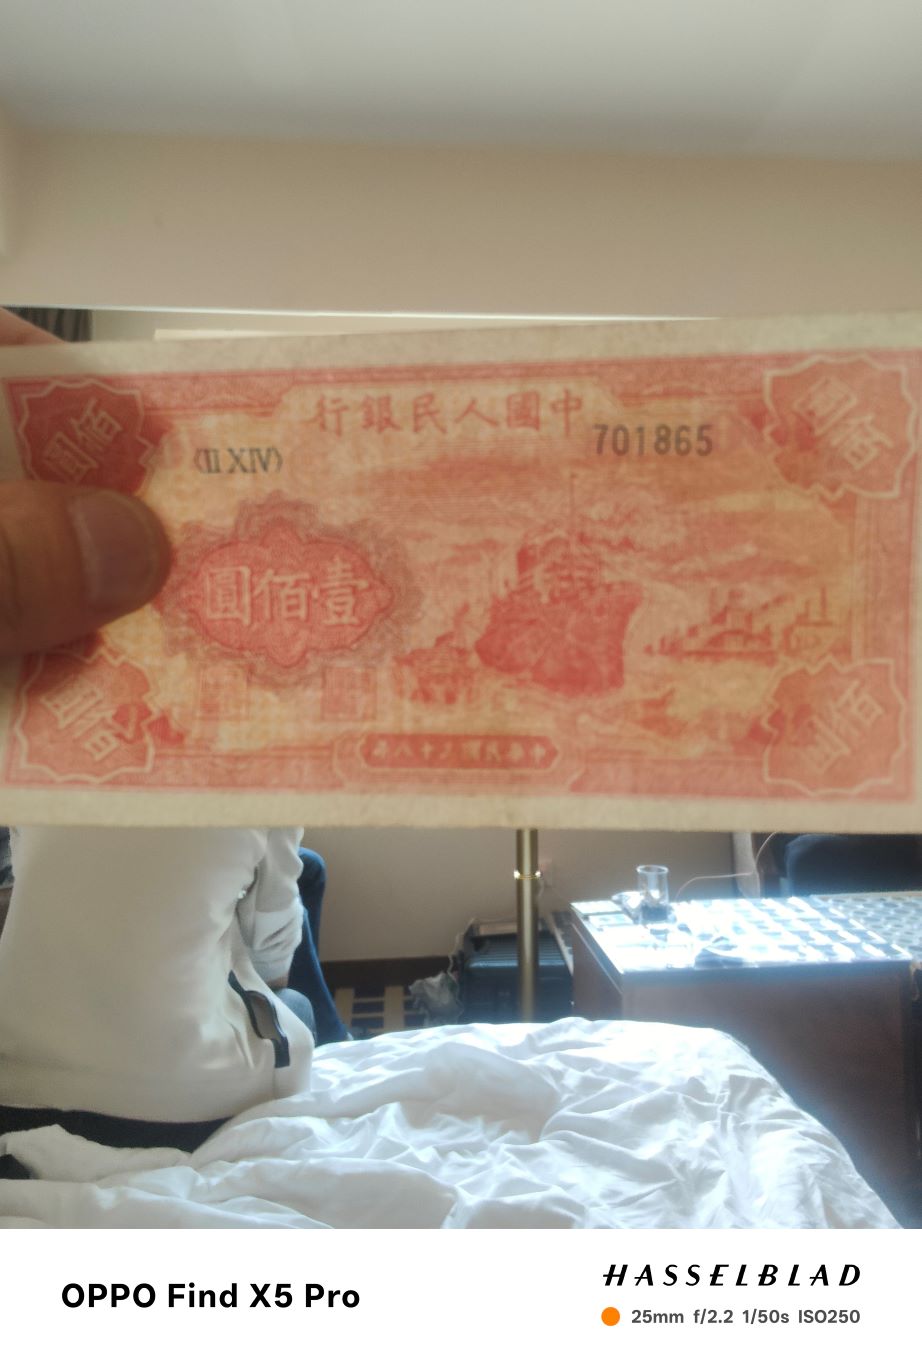 行銀民人國中
701865
〈II XIV〉
圓佰
圓佰
圓佰壹
圓佰
圓佰
年八十三國民華中
OPPO Find X5 Pro
HASSELBLAD
25mm f/2.2 1/50s ISO250